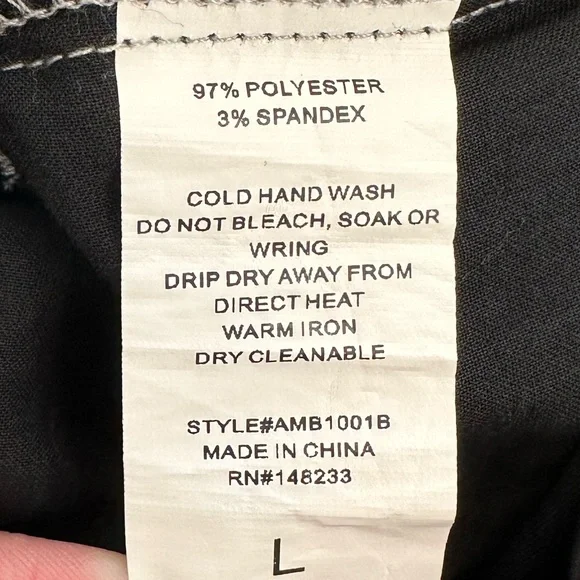 97% POLYESTER
3% SPANDEX
COLD HAND WASH
DO NOT BLEACH, SOAK OR
WRING
DRIP DRY AWAY FROM
DIRECT HEAT
WARM IRON
DRY CLEANABLE
STYLE#AMB1001B
MADE IN CHINA
RN#148233
L